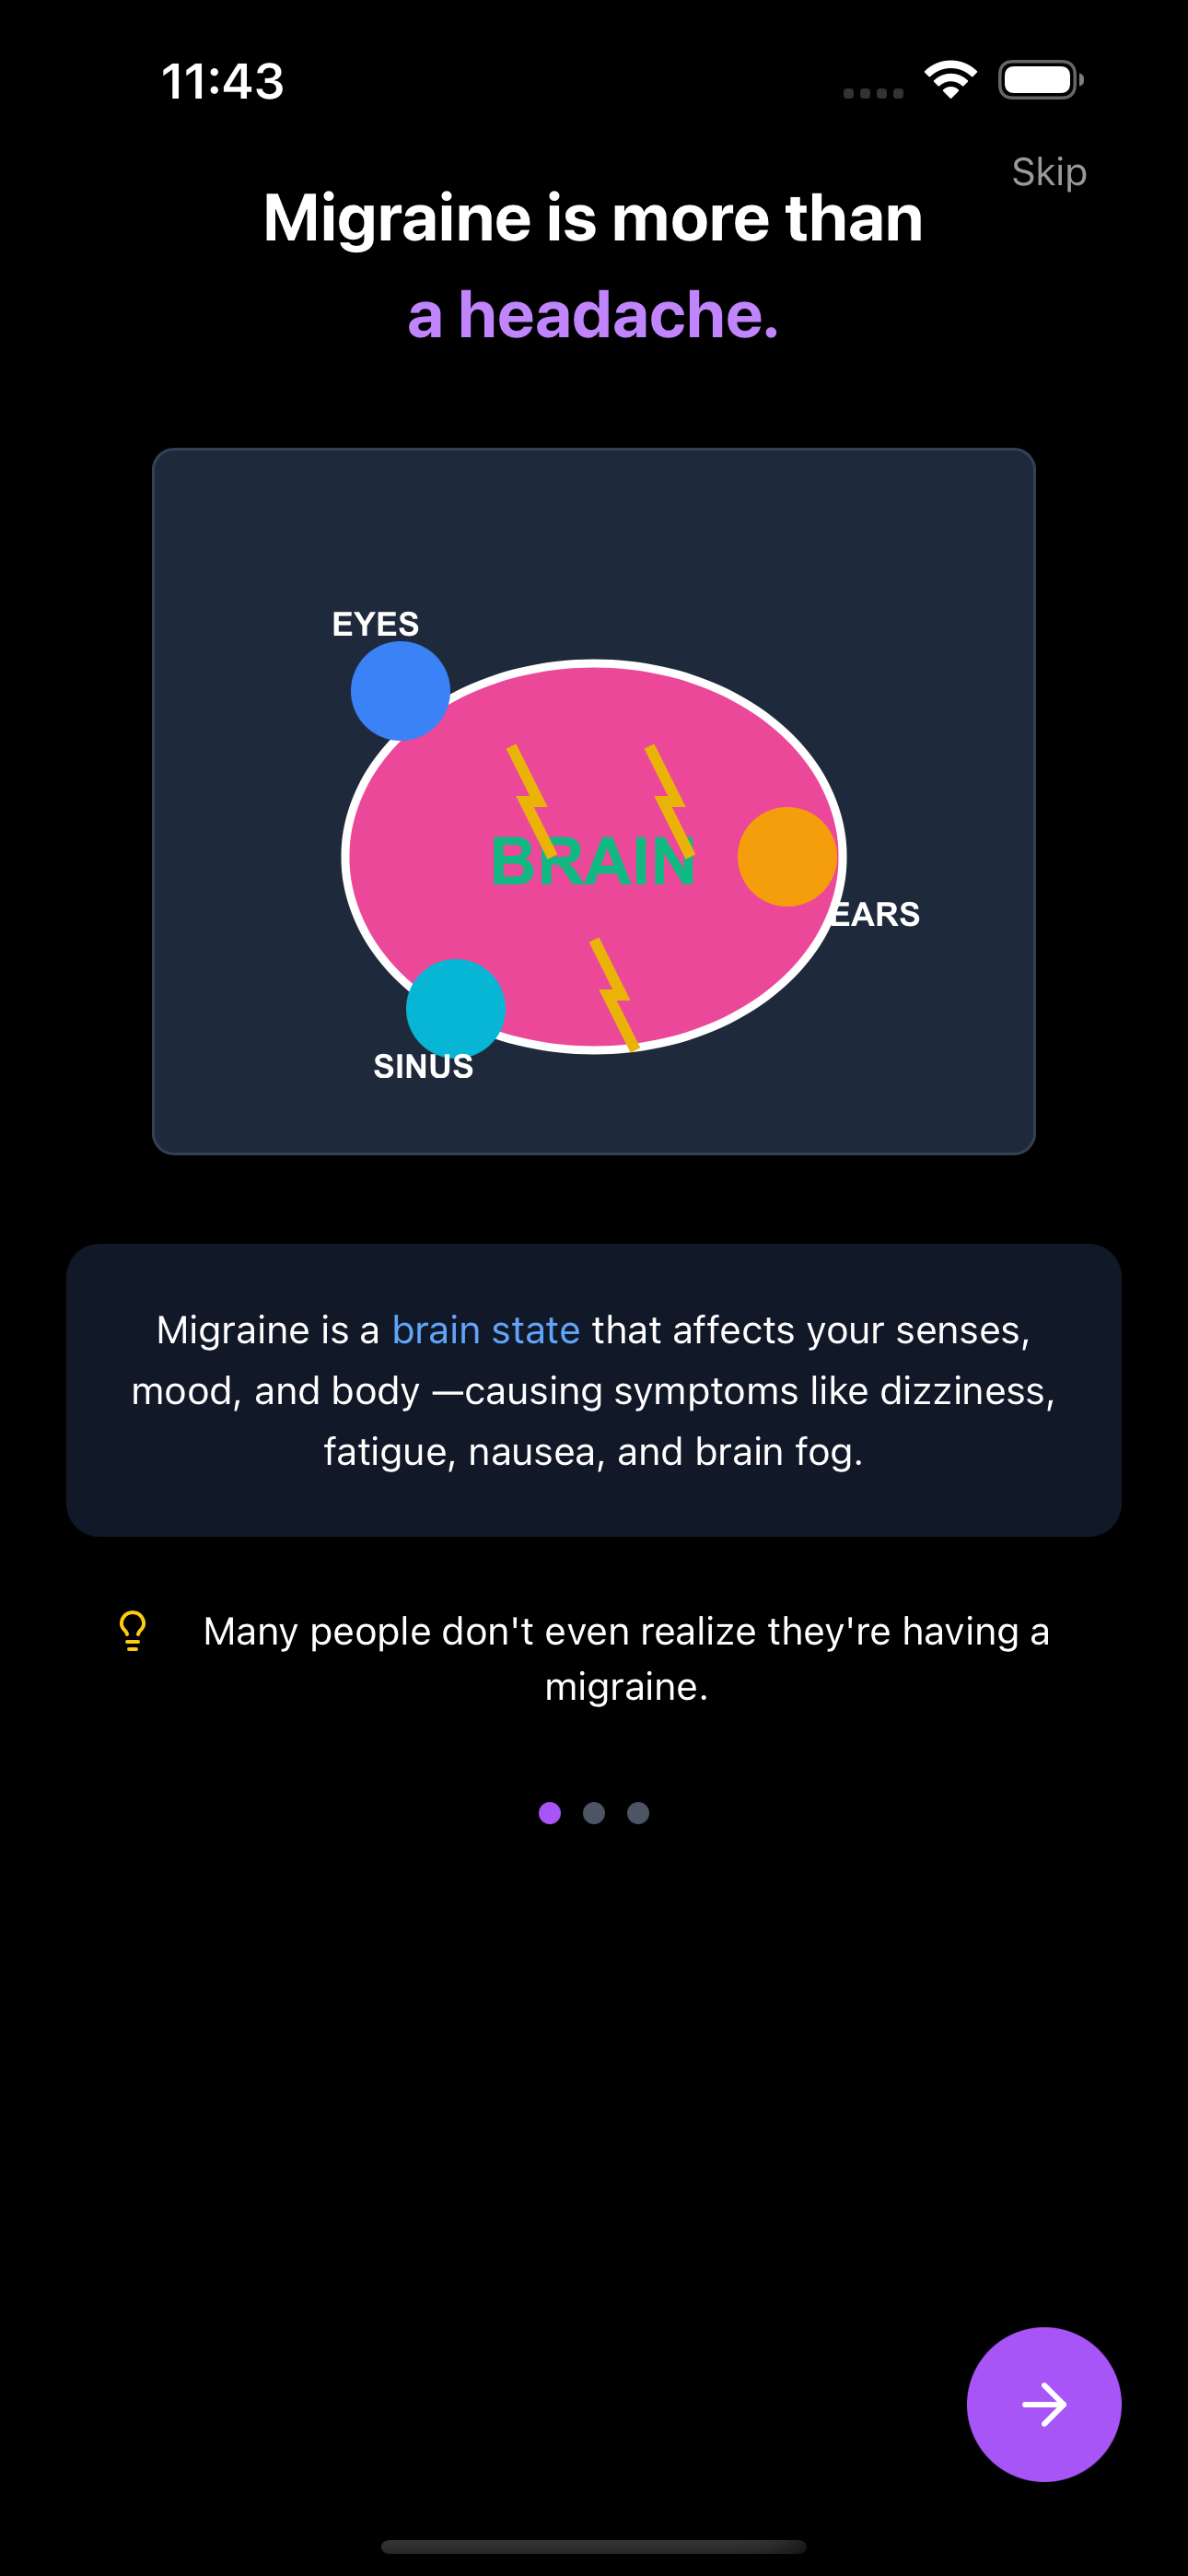 11:43
Skip
Migraine is more than
a headache.
EYES
BRAIN
EARS
SINUS
Migraine is a brain state that affects your senses,
mood, and body —causing symptoms like dizziness,
fatigue, nausea, and brain fog.
Many people don't even realize they're having a
migraine.